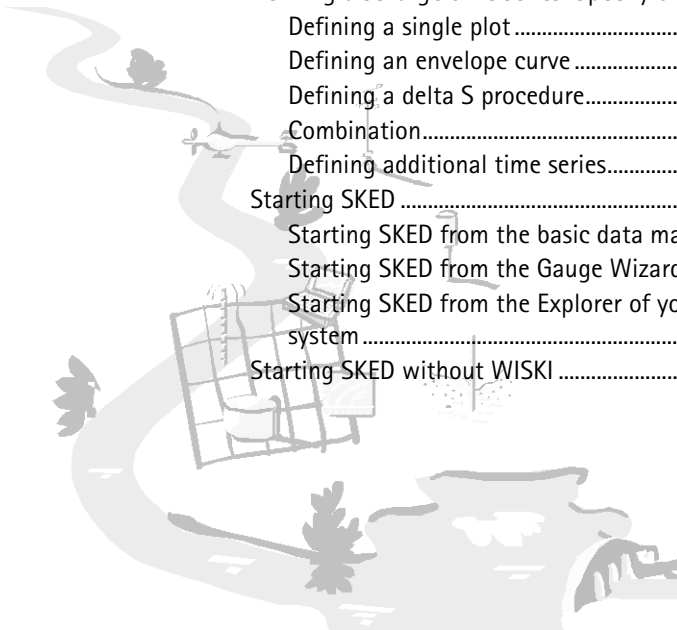 Defining a single plot ........................
Defining an envelope curve ...............
Defining a delta S procedure..............
Combination.......................................
Defining additional time series...........
Starting SKED .........................................
Starting SKED from the basic data ma
Starting SKED from the Gauge Wizard
Starting SKED from the Explorer of yo
system ................................................
Starting SKED without WISKI .................